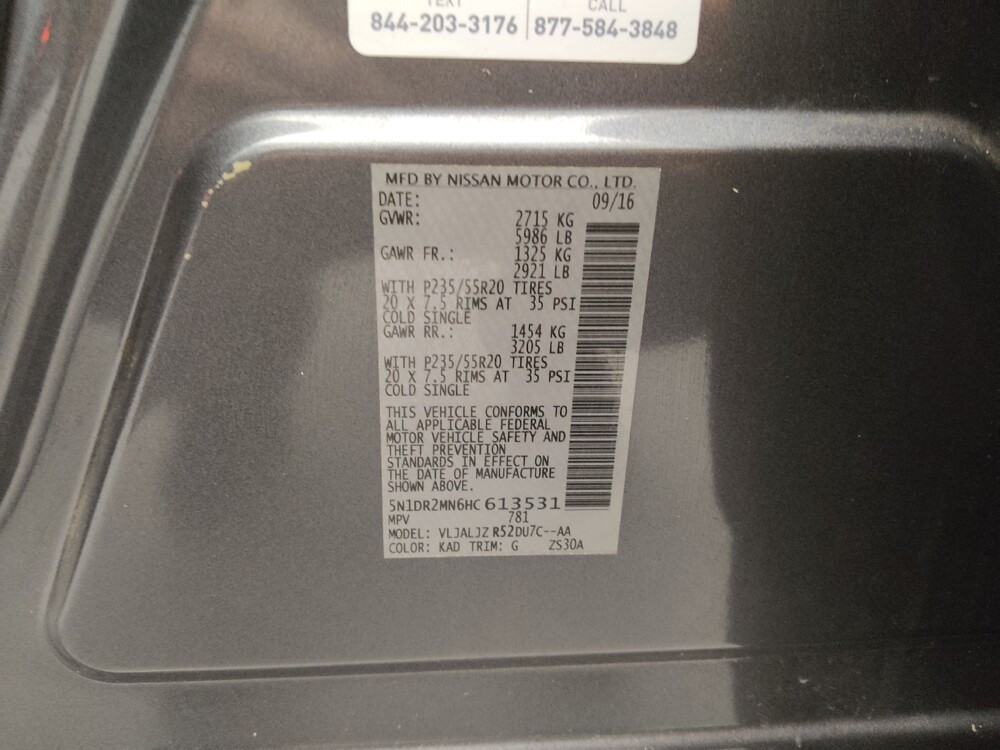 TEXT CALL
844-203-3176 877-584-3848
MFD BY NISSAN MOTOR CO., LTD.
DATE: 09/16
GVWR: 2715 KG
5986 LB
GAWR FR.: 1325 KG
2921 LB
WITH P235/55R20 TIRES
20 X 7.5 RIMS AT 35 PSI
COLD SINGLE
GAWR RR.: 1454 KG
3205 LB
WITH P235/55R20 TIRES
20 X 7.5 RIMS AT 35 PSI
COLD SINGLE
THIS VEHICLE CONFORMS TO
ALL APPLICABLE FEDERAL
MOTOR VEHICLE SAFETY AND
THEFT PREVENTION
STANDARDS IN EFFECT ON
THE DATE OF MANUFACTURE
SHOWN ABOVE.
5N1DR2MN6HC613531
MPV 781
MODEL: VLJALJZ R52DU7C--AA
COLOR: KAD TRIM: G ZS30A